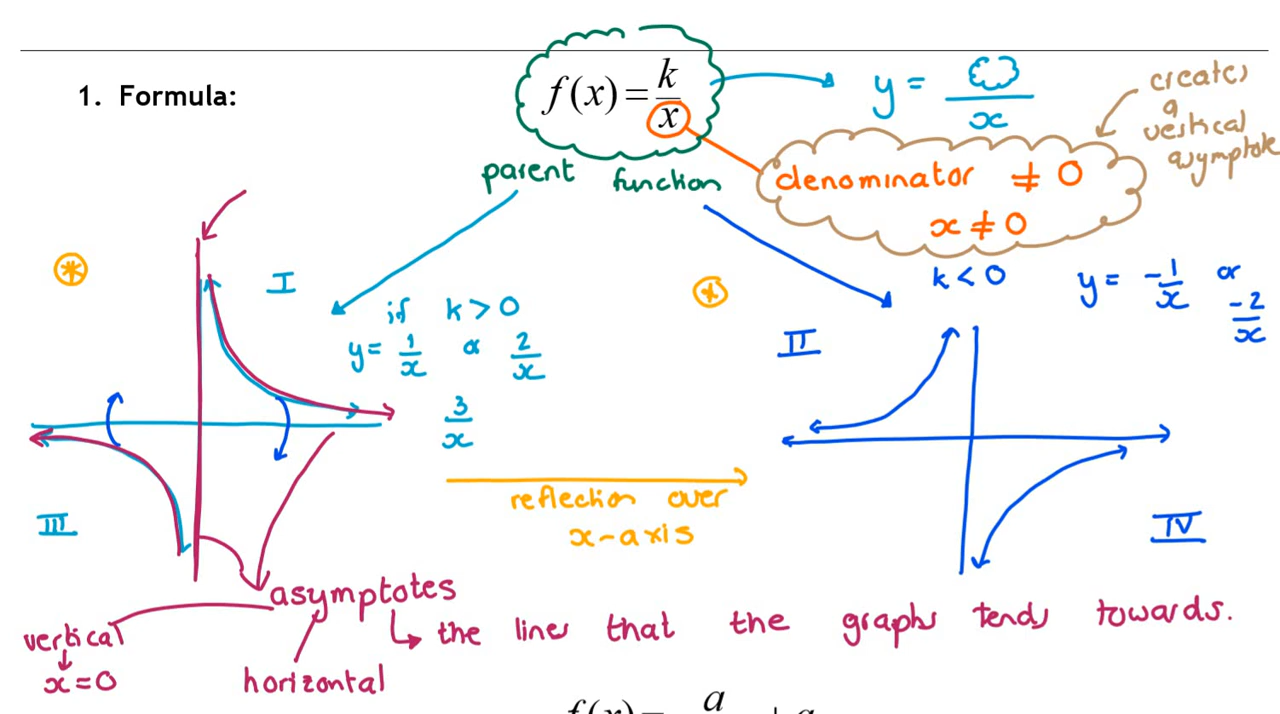 1. Formula:
f(x) = k/x
y = /x
creates
a
vertical
asymptote
parent function
denominator ≠ 0
x ≠ 0
I
if k > 0
y = 1/x or 2/x
3/x
k < 0 y = -1/x or
-2/x
II
III
reflection over
x-axis
IV
asymptotes
the lines that the graphs tends towards.
vertical
x = 0
horizontal